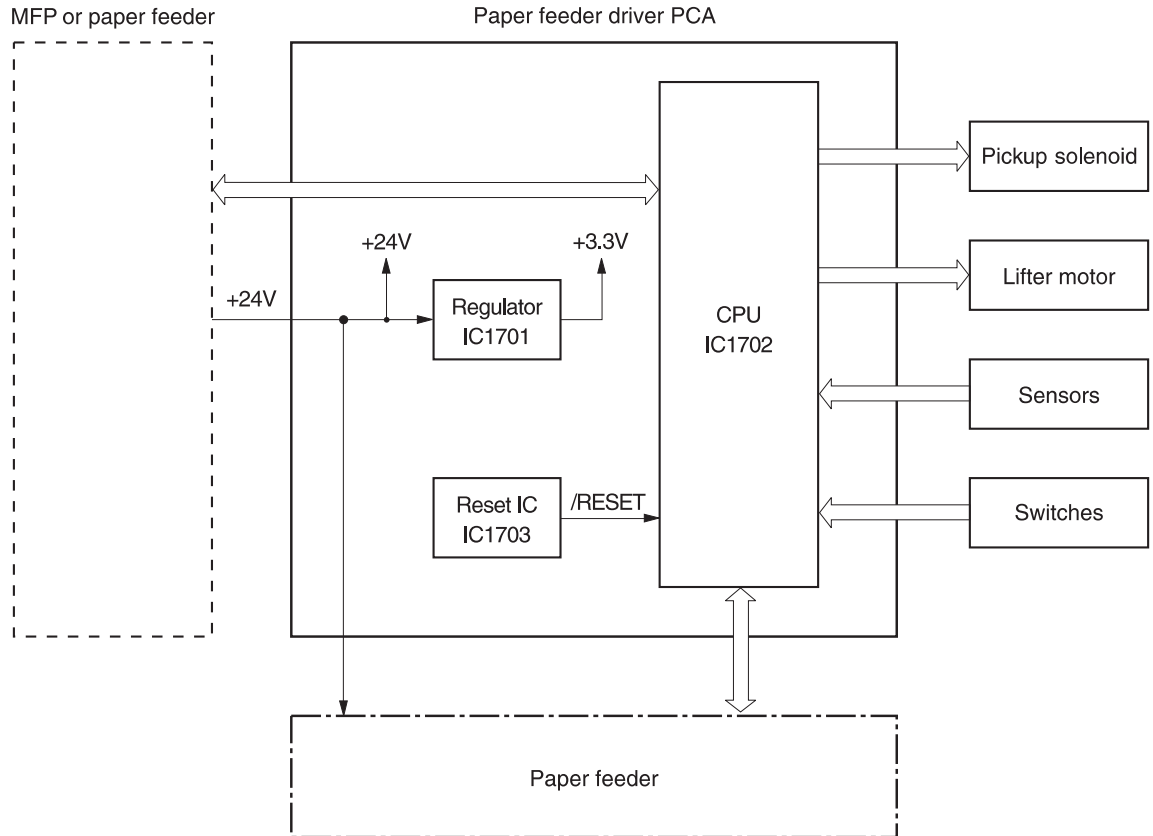 MFP or paper feeder
Paper feeder driver PCA
Pickup solenoid
+24V
+3.3V
Lifter motor
+24V
Regulator
IC1701
CPU
IC1702
Sensors
Reset IC
IC1703
/RESET
Switches
Paper feeder